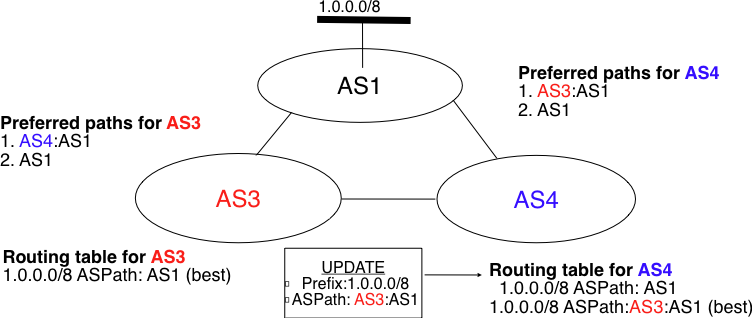 1.0.0.0/8
AS1
Preferred paths for AS4
1. AS3:AS1
2. AS1
Preferred paths for AS3
1. AS4:AS1
2. AS1
AS3
AS4
Routing table for AS3
1.0.0.0/8 ASPath: AS1 (best)
UPDATE
Prefix:1.0.0.0/8
ASPath: AS3:AS1
Routing table for AS4
1.0.0.0/8 ASPath: AS1
1.0.0.0/8 ASPath:AS3:AS1 (best)